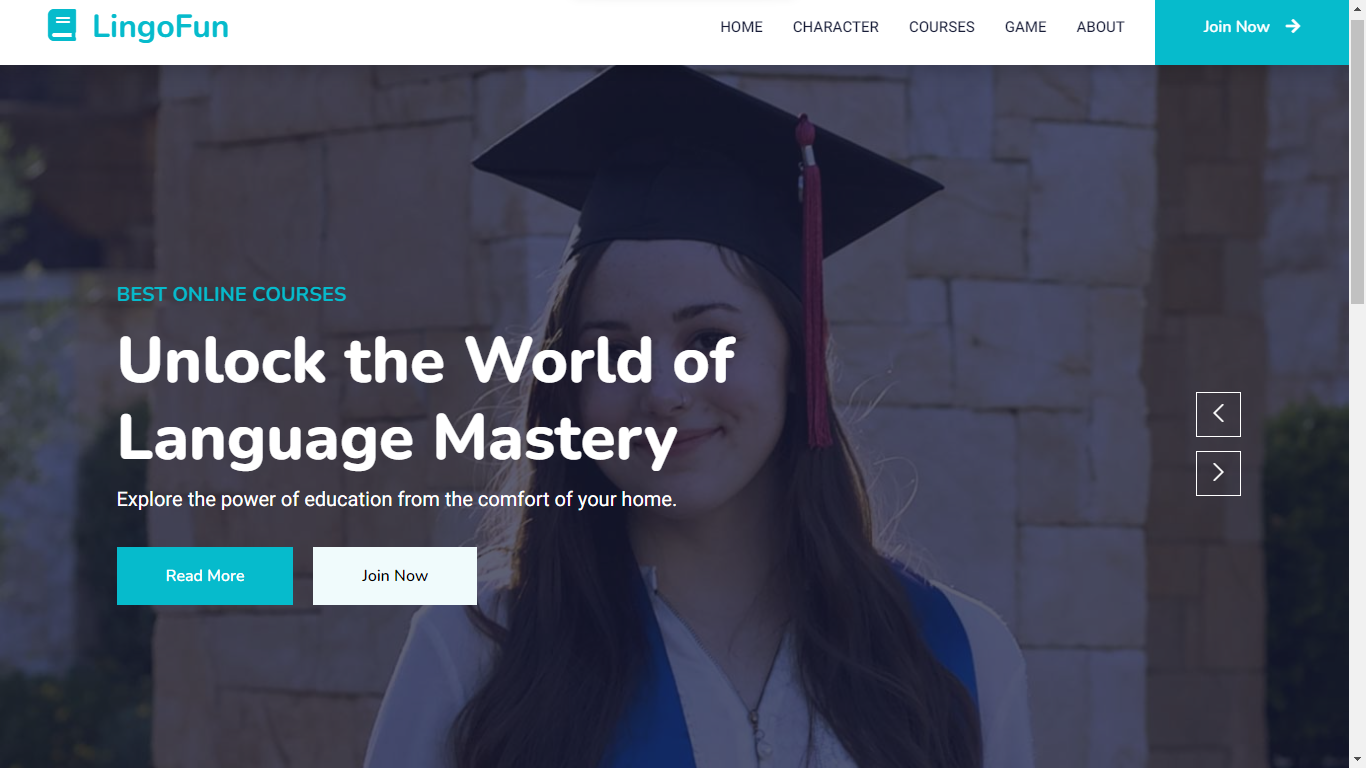 LingoFun
HOME CHARACTER COURSES GAME ABOUT Join Now
BEST ONLINE COURSES
Unlock the World of
Language Mastery
Explore the power of education from the comfort of your home.
Read More Join Now